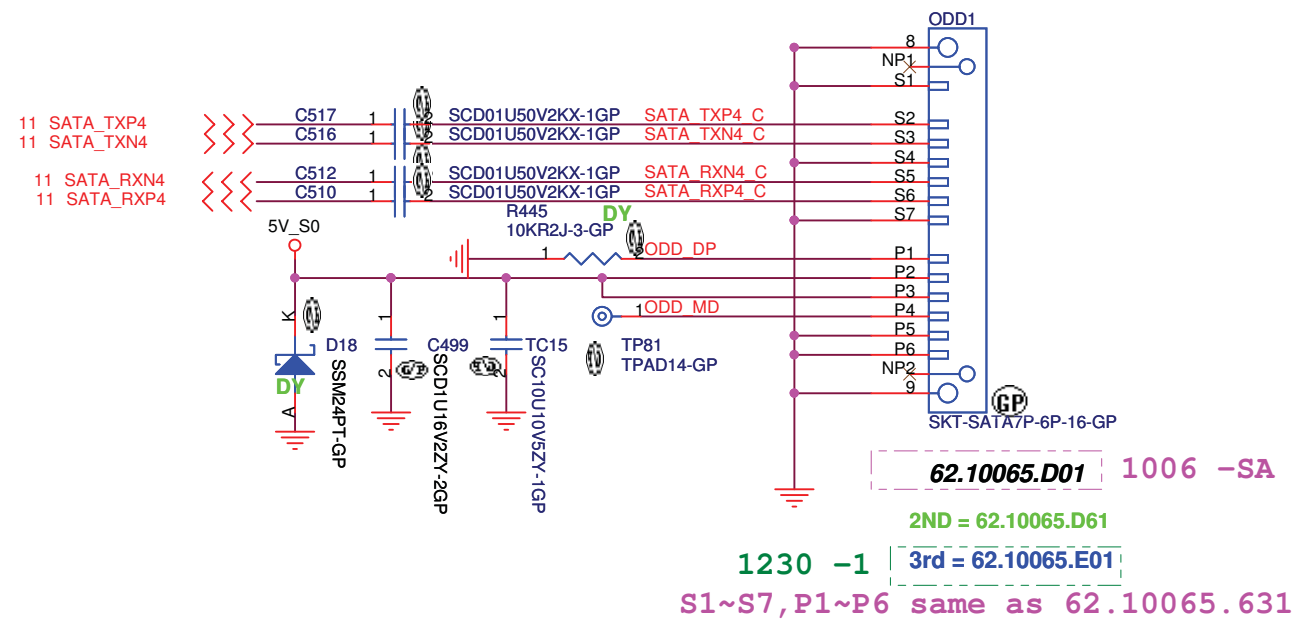 ODD1
8
NP1
S1
C517 1 2 SCD01U50V2KX-1GP SATA_TXP4_C S2
11 SATA_TXP4
C516 1 2 SCD01U50V2KX-1GP SATA_TXN4_C S3
11 SATA_TXN4
S4
C512 1 2 SCD01U50V2KX-1GP SATA_RXN4_C S5
11 SATA_RXN4
C510 1 2 SCD01U50V2KX-1GP SATA_RXP4_C S6
11 SATA_RXP4
R445 DY S7
5V_S0
10KR2J-3-GP
1 2 ODD_DP P1
P2
P3
1 ODD_MD P4
K 1 1
P5
D18 C499 TC15 TP81
P6
TPAD14-GP
NP2
2 2
DY
9
A
GP
SSM24PT-GP
SCD1U16V2ZY-2GP
SC10U10V5ZY-1GP
SKT-SATA7P-6P-16-GP
62.10065.D01 1006 -SA
2ND = 62.10065.D61
1230 -1 3rd = 62.10065.E01
S1~S7,P1~P6 same as 62.10065.631